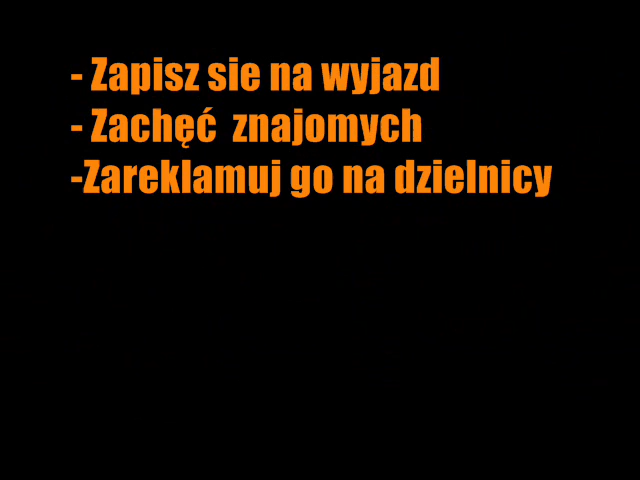 - Zapisz sie na wyjazd
- Zachęć  znajomych
-Zareklamuj go na dzielnicy